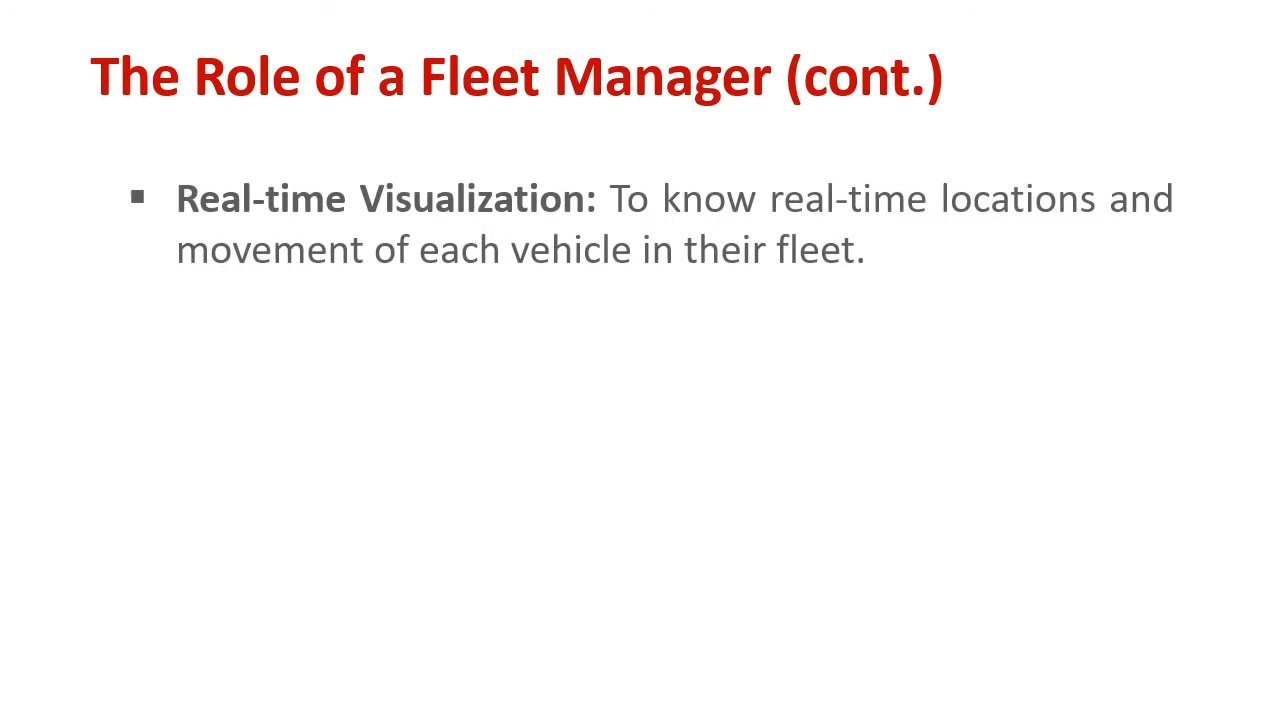 The Role of a Fleet Manager (cont.)
▪ Real-time Visualization: To know real-time locations and
movement of each vehicle in their fleet.